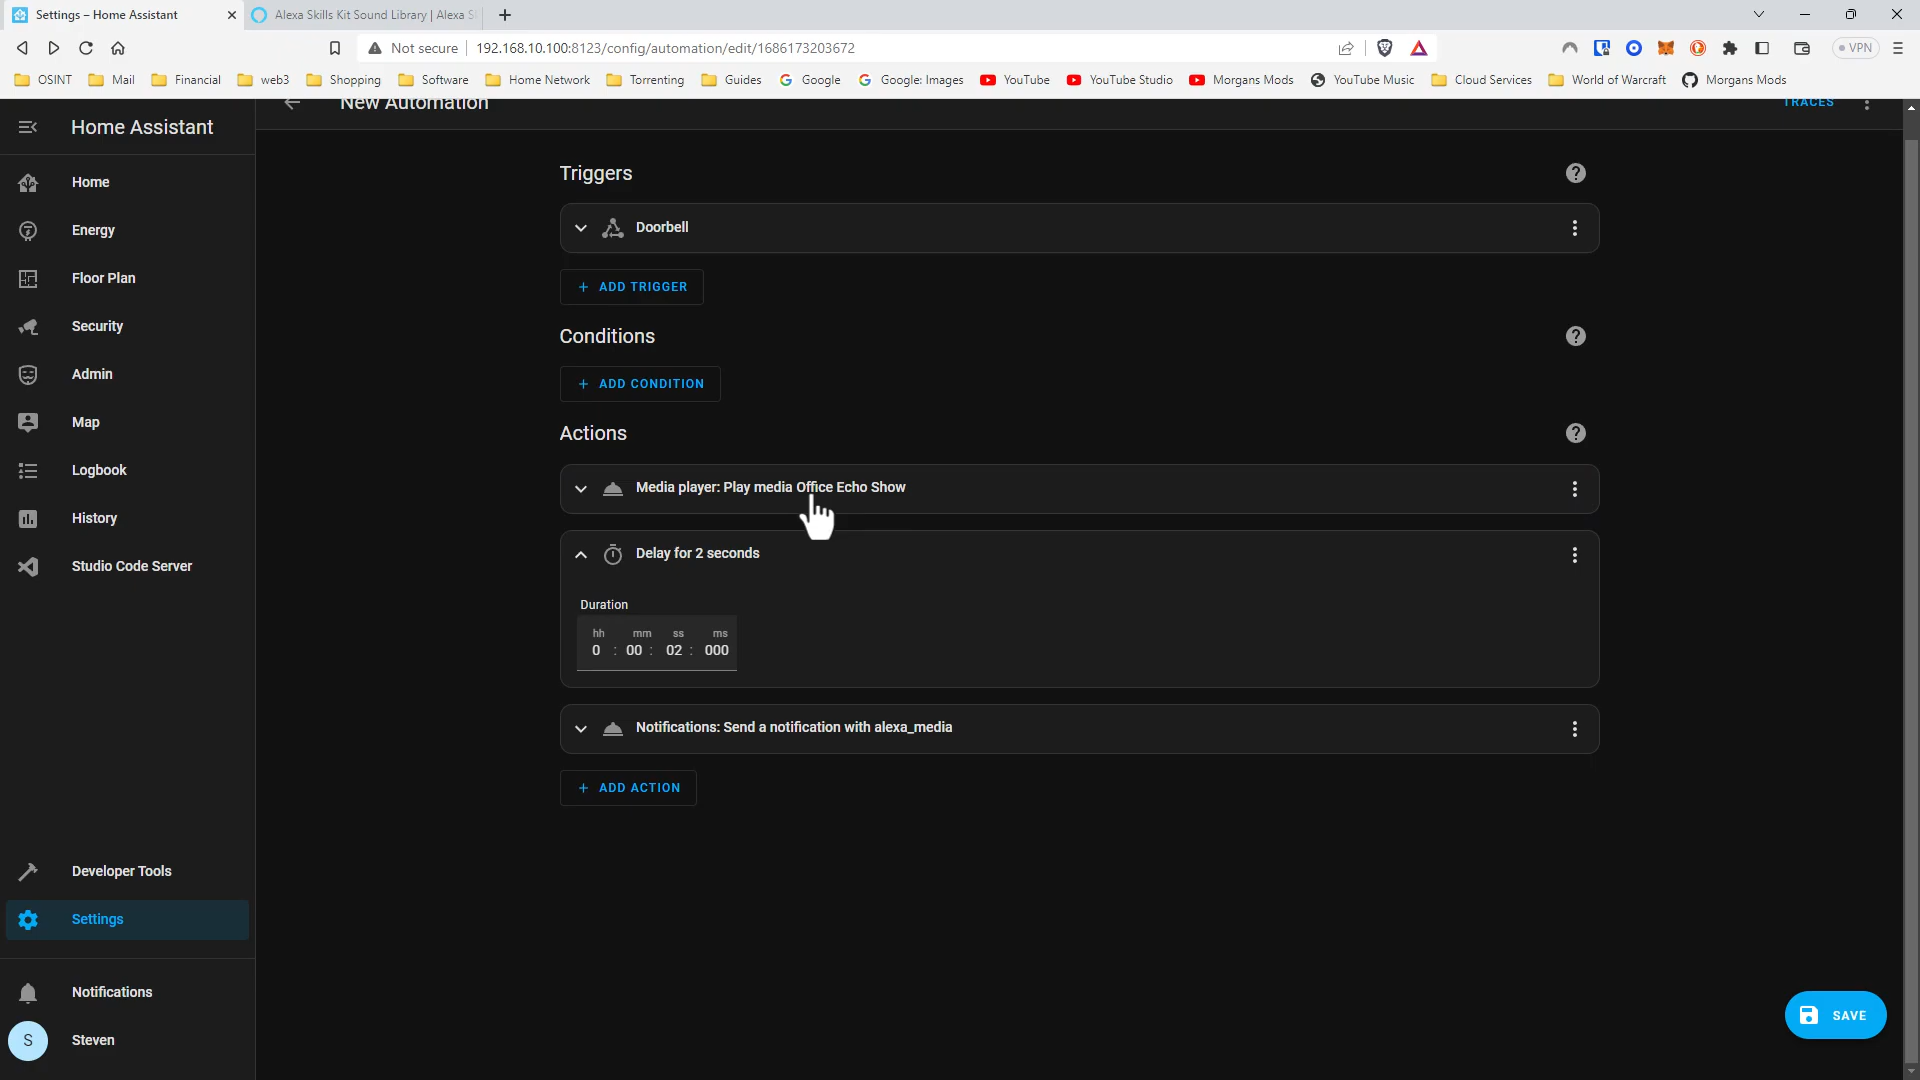 Settings – Home Assistant
Alexa Skills Kit Sound Library | Alexa S
Not secure
192.168.10.100:8123/config/automation/edit/1686173203672
VPN
OSINT
Mail
Financial
web3
Shopping
Software
Home Network
Torrenting
Guides
Google
Google: Images
YouTube
YouTube Studio
Morgans Mods
YouTube Music
Cloud Services
World of Warcraft
Morgans Mods
Home Assistant
New Automation
TRACES
Home
Energy
Floor Plan
Security
Admin
Map
Logbook
History
Studio Code Server
Developer Tools
Settings
Notifications
S
Steven
Triggers
Doorbell
+ ADD TRIGGER
Conditions
+ ADD CONDITION
Actions
Media player: Play media Office Echo Show
Delay for 2 seconds
Duration
hh mm ss ms
0 : 00 : 02 : 000
Notifications: Send a notification with alexa_media
+ ADD ACTION
SAVE